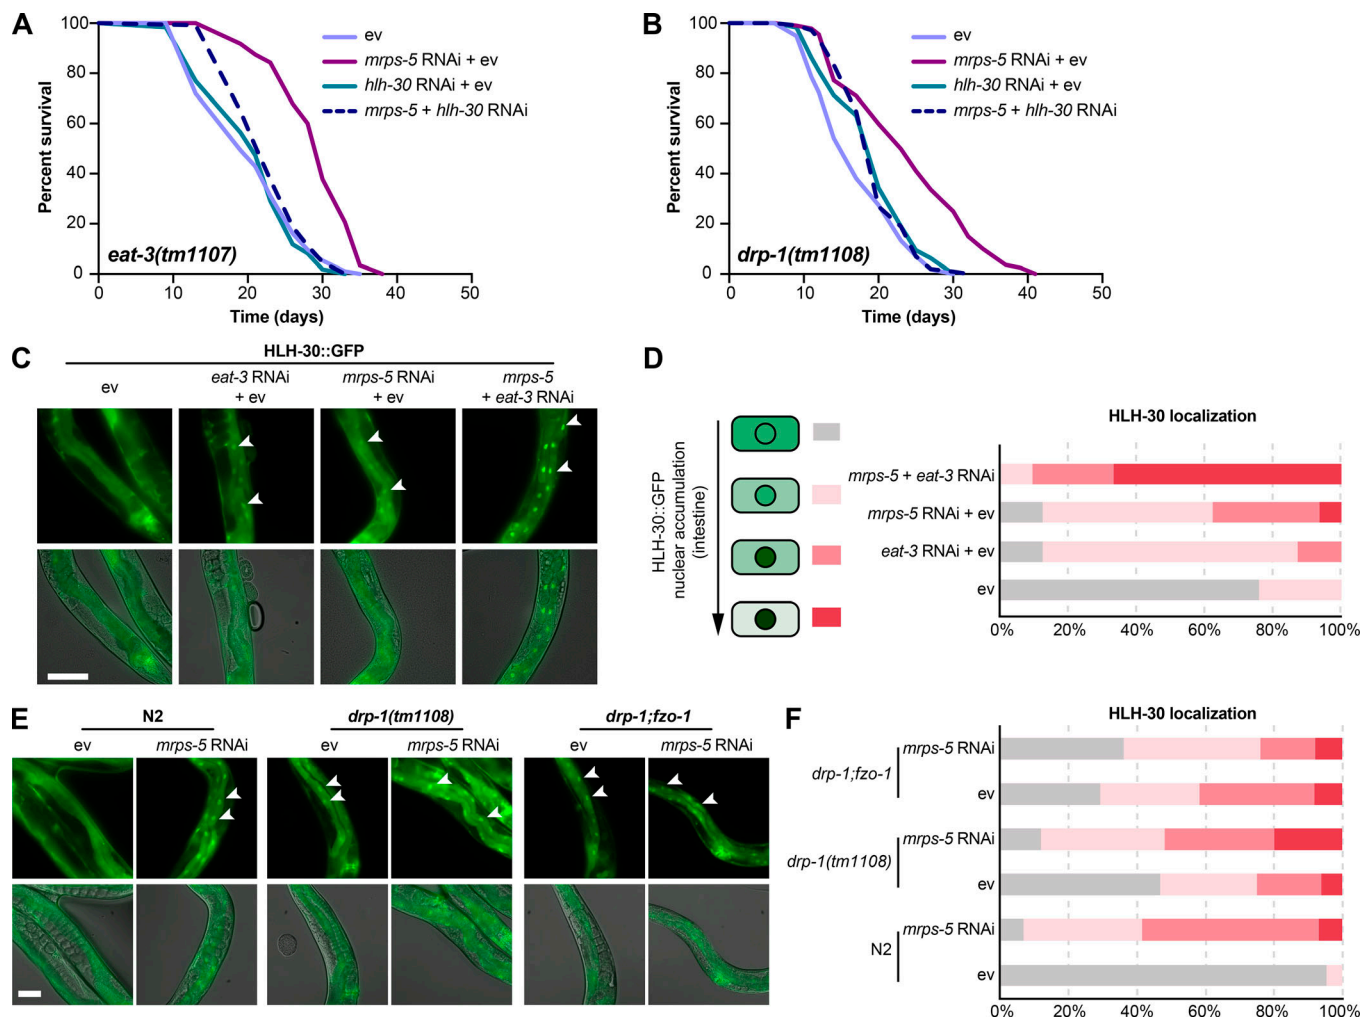 A
100
80
60
40
20
0
Percent survival
ev
mrps-5 RNAi + ev
hlh-30 RNAi + ev
mrps-5 + hlh-30 RNAi
eat-3(tm1107)
0 10 20 30 40 50
Time (days)
B
100
80
60
40
20
0
Percent survival
ev
mrps-5 RNAi + ev
hlh-30 RNAi + ev
mrps-5 + hlh-30 RNAi
drp-1(tm1108)
0 10 20 30 40 50
Time (days)
C
HLH-30::GFP
ev
eat-3 RNAi
+ ev
mrps-5 RNAi
+ ev
mrps-5
+ eat-3 RNAi
D
HLH-30::GFP
nuclear accumulation
(intestine)
HLH-30 localization
mrps-5 + eat-3 RNAi
mrps-5 RNAi + ev
eat-3 RNAi + ev
ev
0% 20% 40% 60% 80% 100%
E
N2
ev mrps-5 RNAi
drp-1(tm1108)
ev mrps-5 RNAi
drp-1;fzo-1
ev mrps-5 RNAi
F
HLH-30 localization
drp-1;fzo-1
mrps-5 RNAi
ev
drp-1(tm1108)
mrps-5 RNAi
ev
N2
mrps-5 RNAi
ev
0% 20% 40% 60% 80% 100%